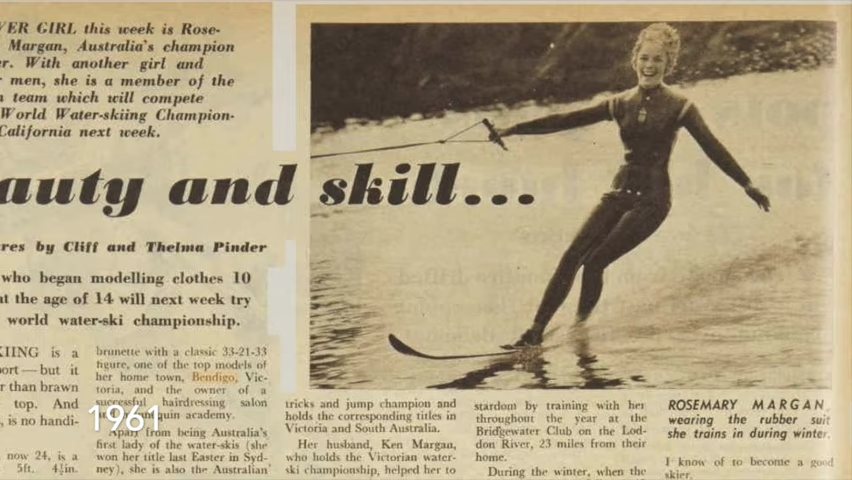 VER GIRL this week is Rose-
Margan, Australia's champion
er. With another girl and
men, she is a member of the
team which will compete
World Water-skiing Champion-
California next week.
auty and skill...
res by Cliff and Thelma Pinder
who began modelling clothes 10
at the age of 14 will next week try
world water-ski championship.
KIING is a
ort — but it
r than brawn
top. And
, is no handi-
now 24, is a
5ft. 4½in.
brunette with a classic 33-21-33
figure, one of the top models of
her home town, Bendigo, Vic-
toria, and the owner of a
successful hairdressing salon
academy.
Apart from being Australia's
first lady of the water-skis (she
won her title last Easter in Syd-
ney), she is also the Australian
1961
tricks and jump champion and
holds the corresponding titles in
Victoria and South Australia.
Her husband, Ken Margan,
who holds the Victorian water-
ski championship, helped her to
stardom by training with her
throughout the year at the
Bridgewater Club on the Lod-
don River, 23 miles from their
home.
During the winter, when the
ROSEMARY MARGAN,
wearing the rubber suit
she trains in during winter.
I know of to become a good
skier.